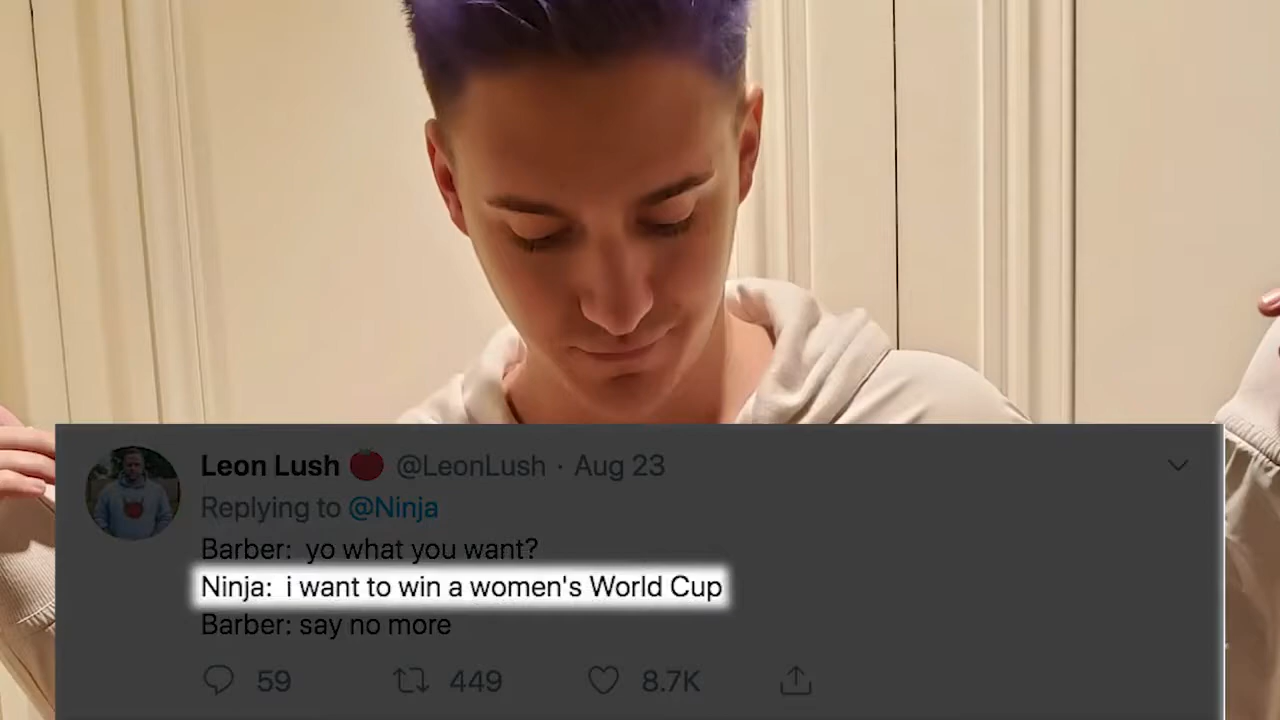 Leon Lush 🍅 @LeonLush · Aug 23
Replying to @Ninja
Barber: yo what you want?
Ninja: i want to win a women's World Cup
Barber: say no more
59 449 8.7K